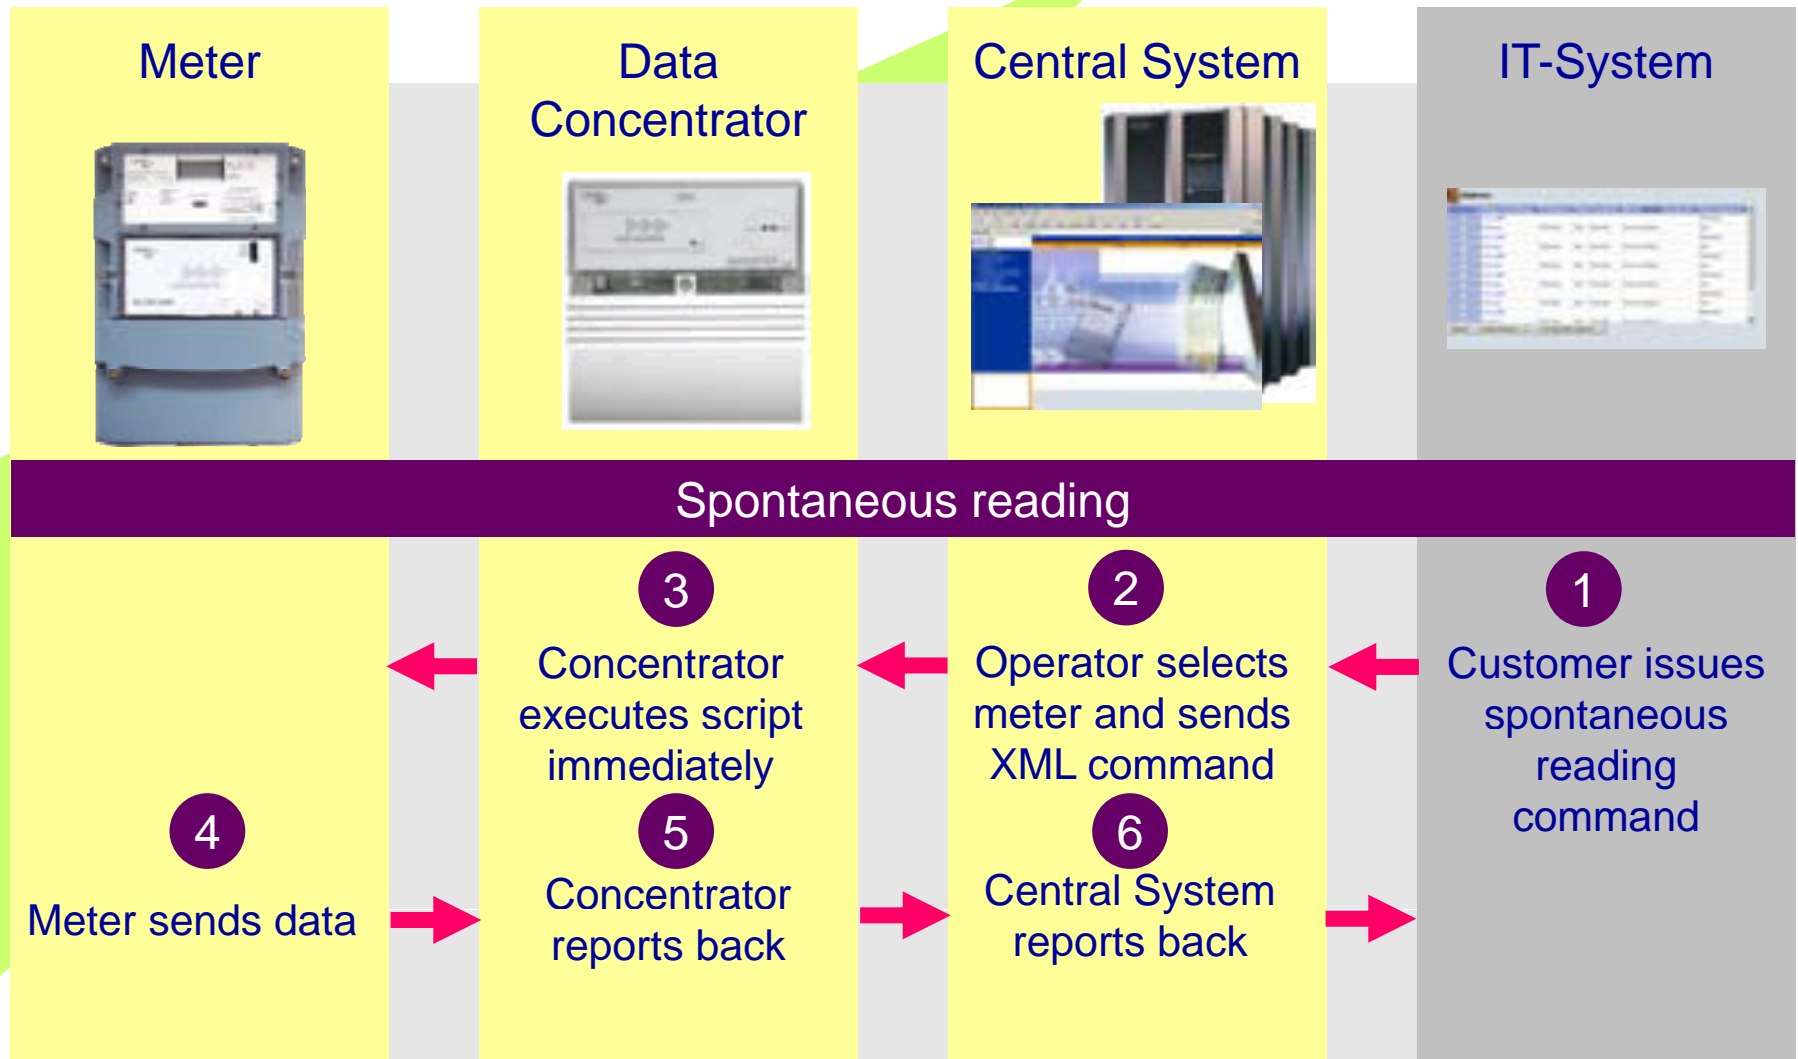 Meter
Data
Concentrator
Central System
IT-System
Spontaneous reading
3
Concentrator
executes script
immediately
2
Operator selects
meter and sends
XML command
1
Customer issues
spontaneous
reading
command
4
Meter sends data
5
Concentrator
reports back
6
Central System
reports back